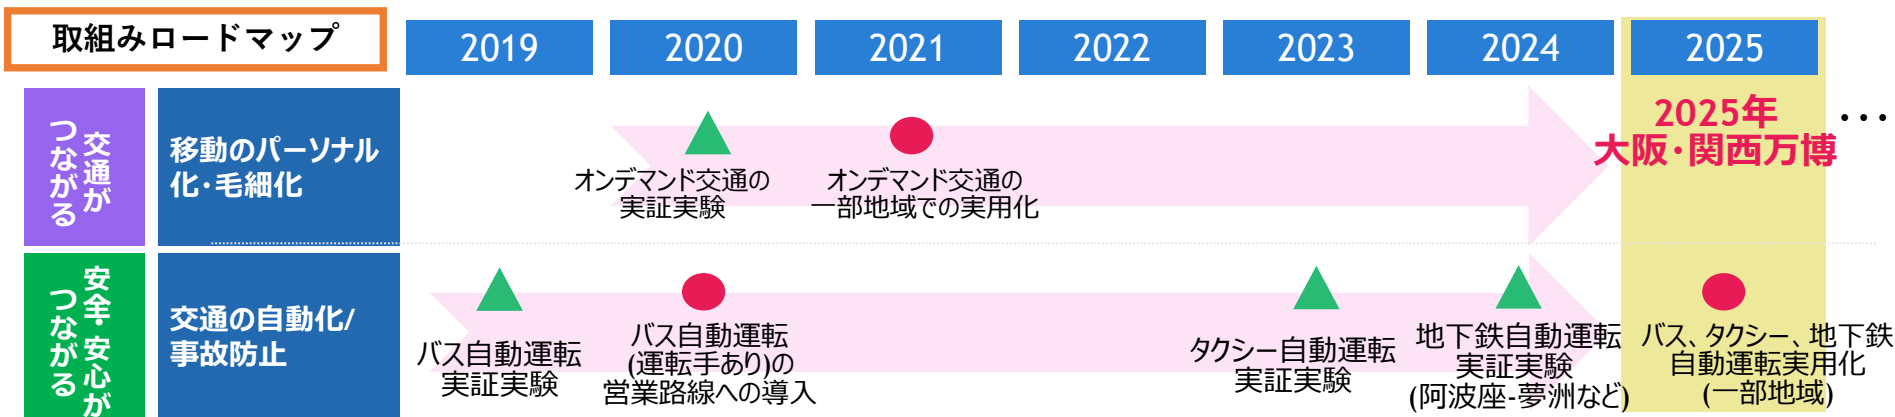 取組みロードマップ
2019
2020
2021
2022
2023
2024
2025
交通が
つながる
移動のパーソナル
化･毛細化
オンデマンド交通の
実証実験
オンデマンド交通の
一部地域での実用化
2025年
大阪･関西万博
･･･
安全･安心が
つながる
交通の自動化/
事故防止
バス自動運転
実証実験
バス自動運転
(運転手あり)の
営業路線への導入
タクシー自動運転
実証実験
地下鉄自動運転
実証実験
(阿波座-夢洲など)
バス、タクシー、地下鉄
自動運転実用化
(一部地域)